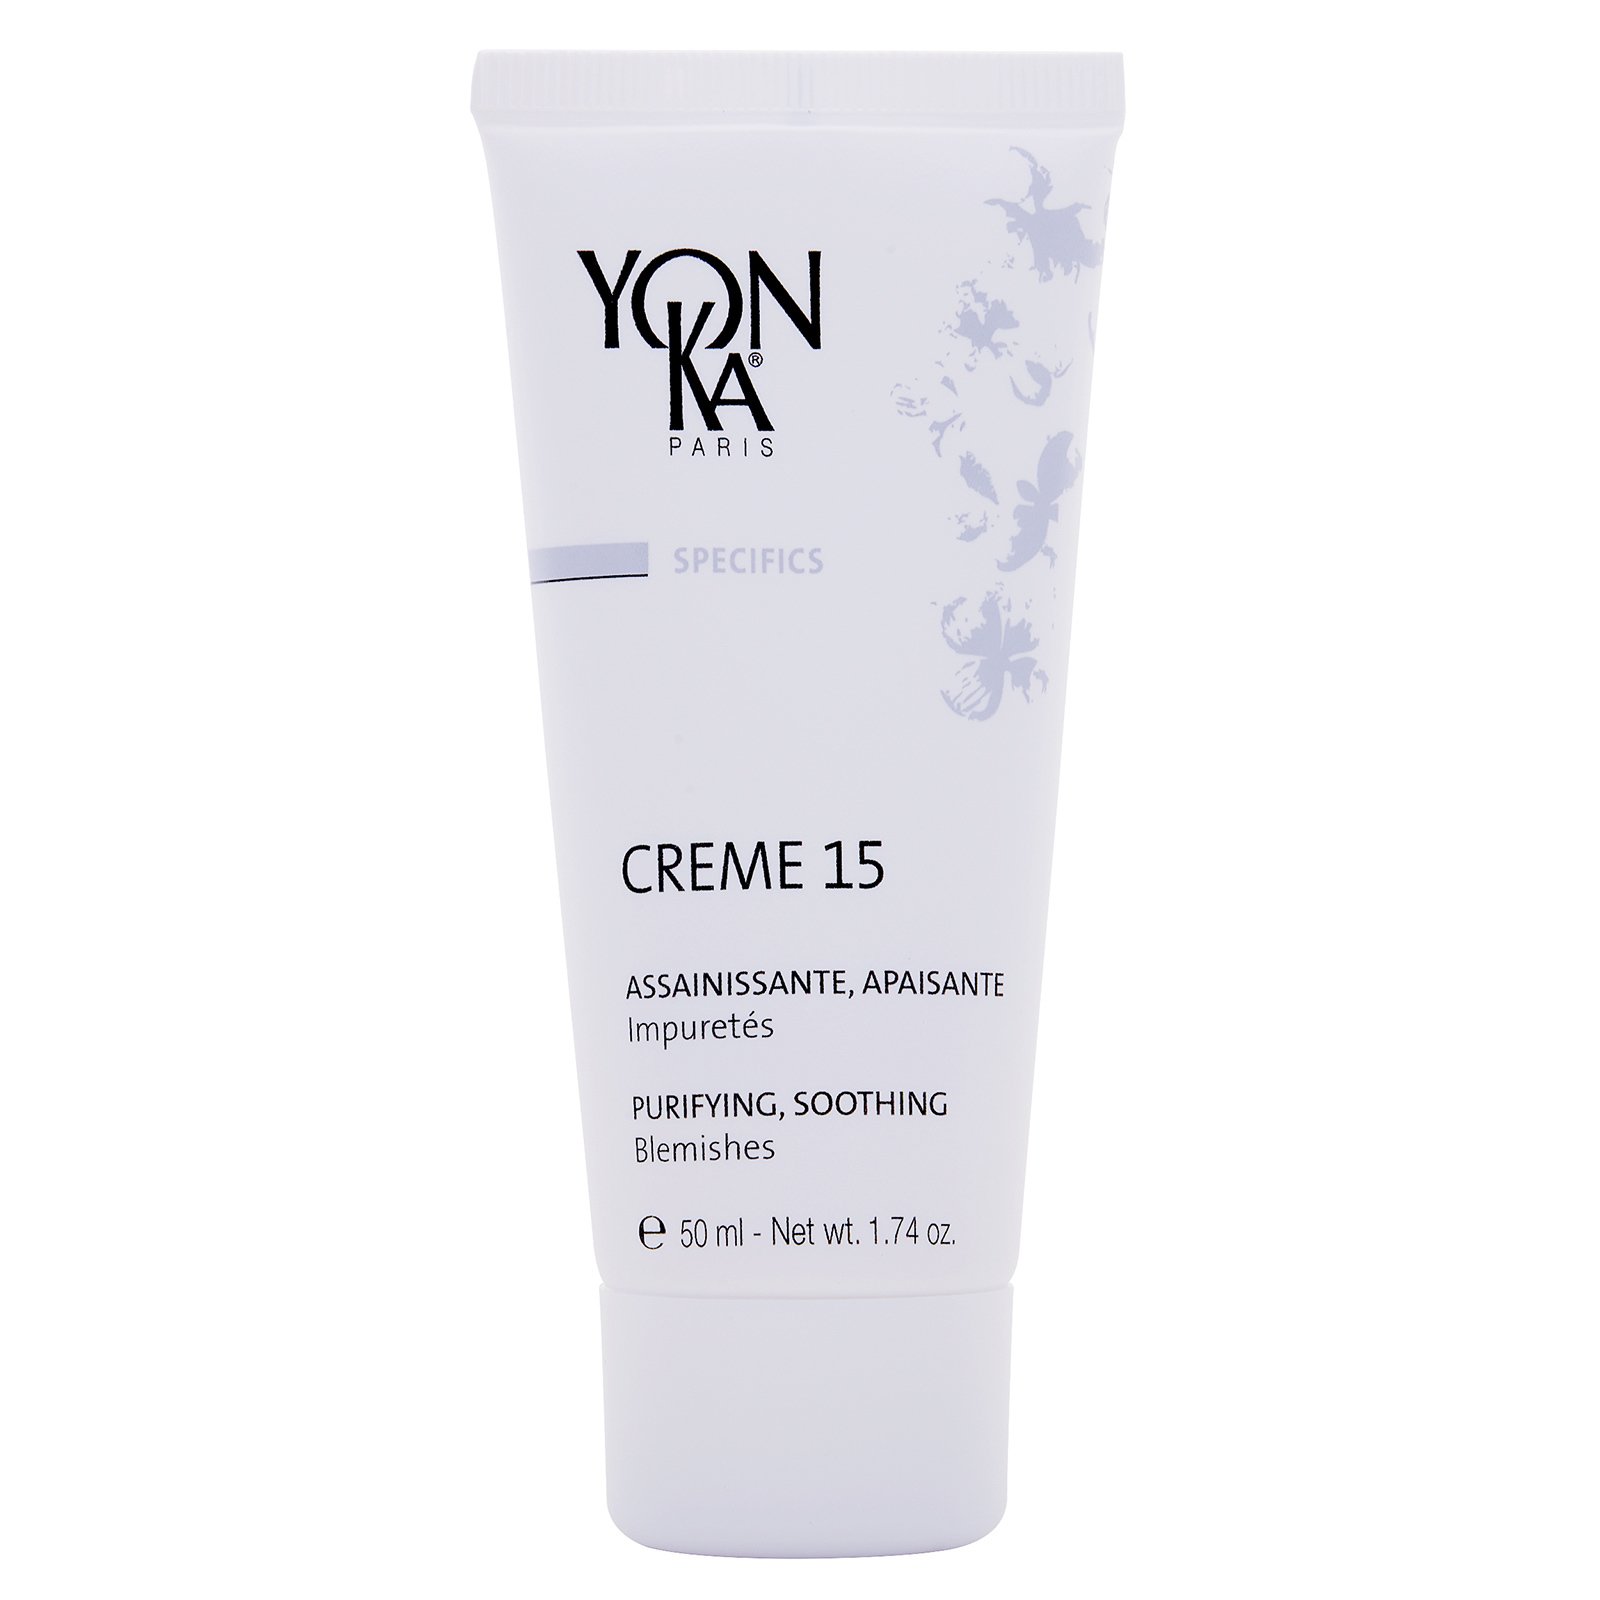 YON
KA®
PARIS
SPECIFICS
CREME 15
ASSAINISSANTE, APAISANTE
Impuretés
PURIFYING, SOOTHING
Blemishes
℮ 50 ml - Net wt. 1.74 oz.